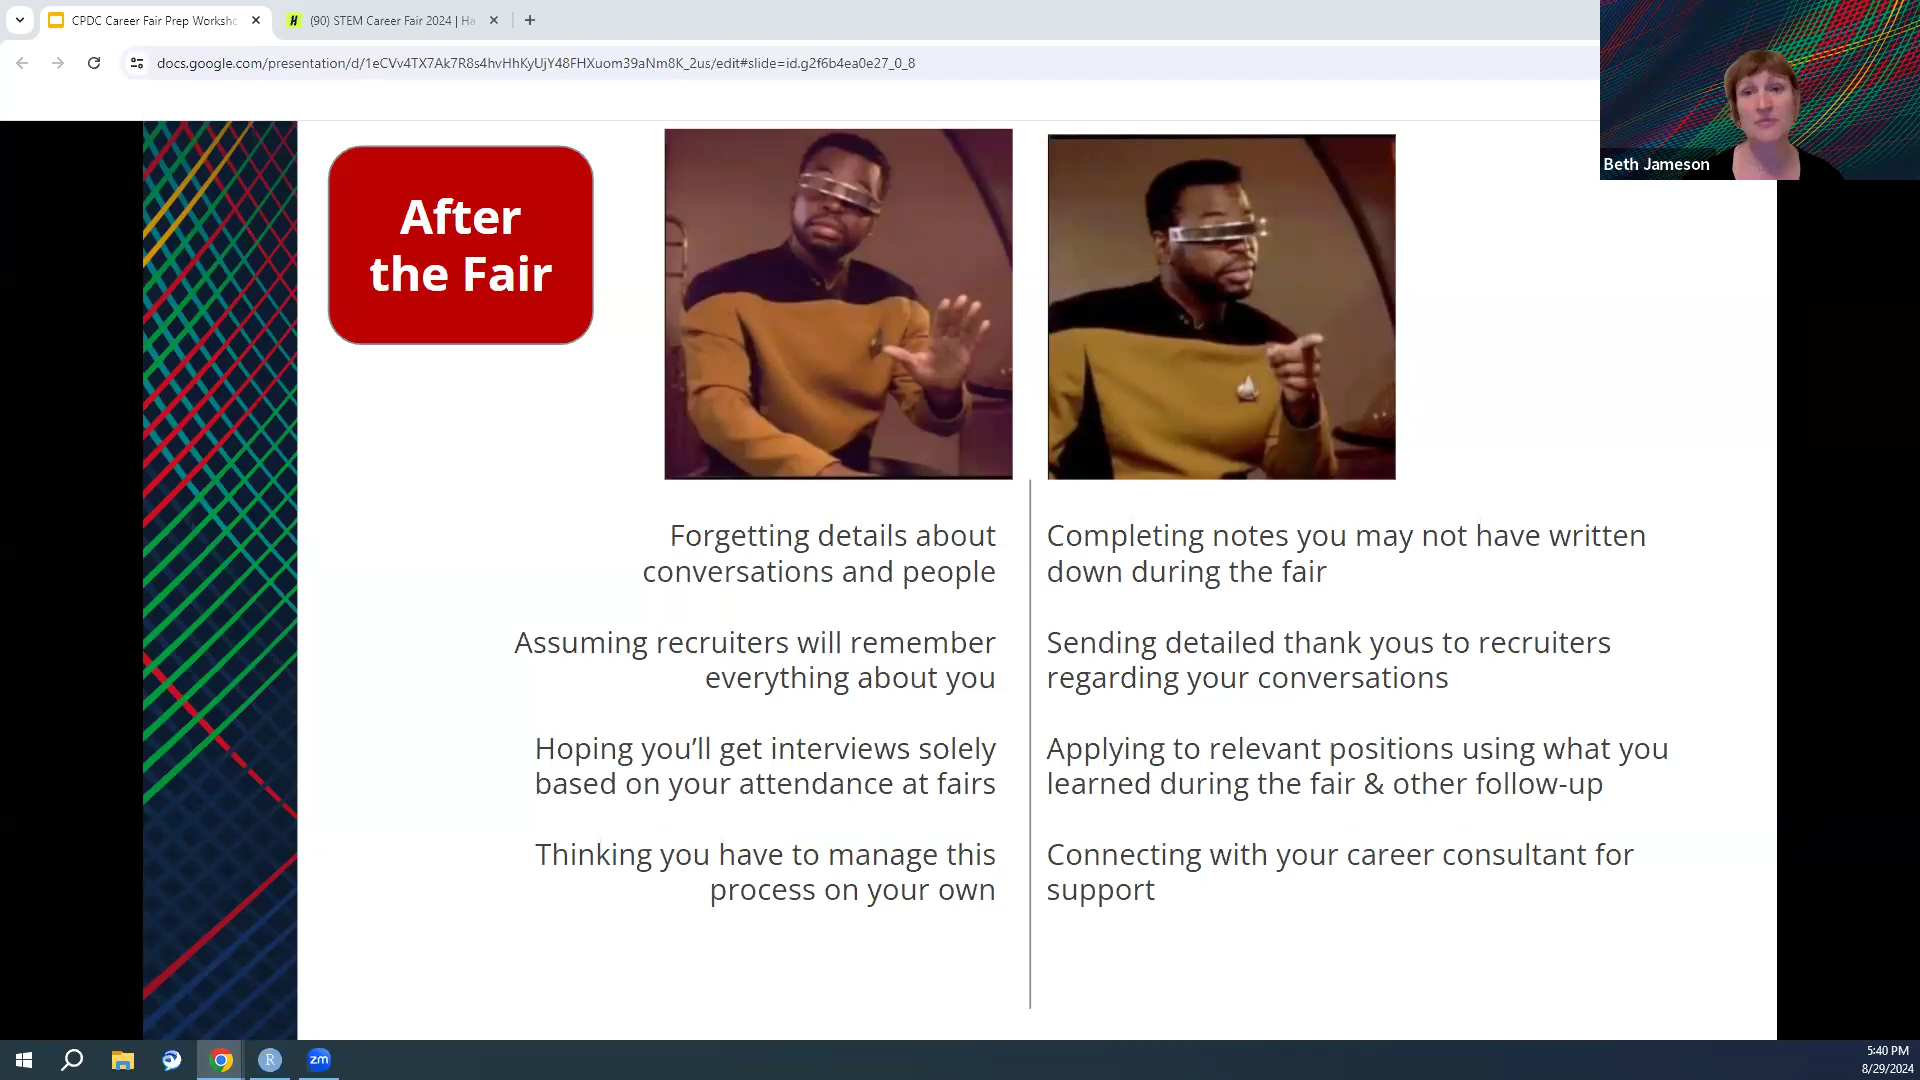 CPDC Career Fair Prep Worksho
(90) STEM Career Fair 2024 | Ha
docs.google.com/presentation/d/1eCVv4TX7Ak7R8s4hvHhKyUjY48FHXuom39aNm8K_2us/edit#slide=id.g2f6b4ea0e27_0_8
Beth Jameson
After
the Fair
Forgetting details about
conversations and people
Assuming recruiters will remember
everything about you
Hoping you’ll get interviews solely
based on your attendance at fairs
Thinking you have to manage this
process on your own
Completing notes you may not have written
down during the fair
Sending detailed thank yous to recruiters
regarding your conversations
Applying to relevant positions using what you
learned during the fair & other follow-up
Connecting with your career consultant for
support
R
zm
5:40 PM
8/29/2024